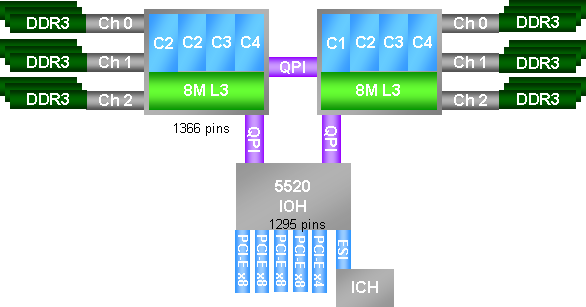 DDR3 Ch 0 C2 C2 C3 C4 C1 C2 C3 C4 Ch 0 DDR3
DDR3 Ch 1 QPI Ch 1 DDR3
DDR3 Ch 2 8M L3 8M L3 Ch 2 DDR3
1366 pins QPI QPI
5520
IOH
1295 pins
PCI-E x8 PCI-E x8 PCI-E x8 PCI-E x8 PCI-E x4 ESI
ICH